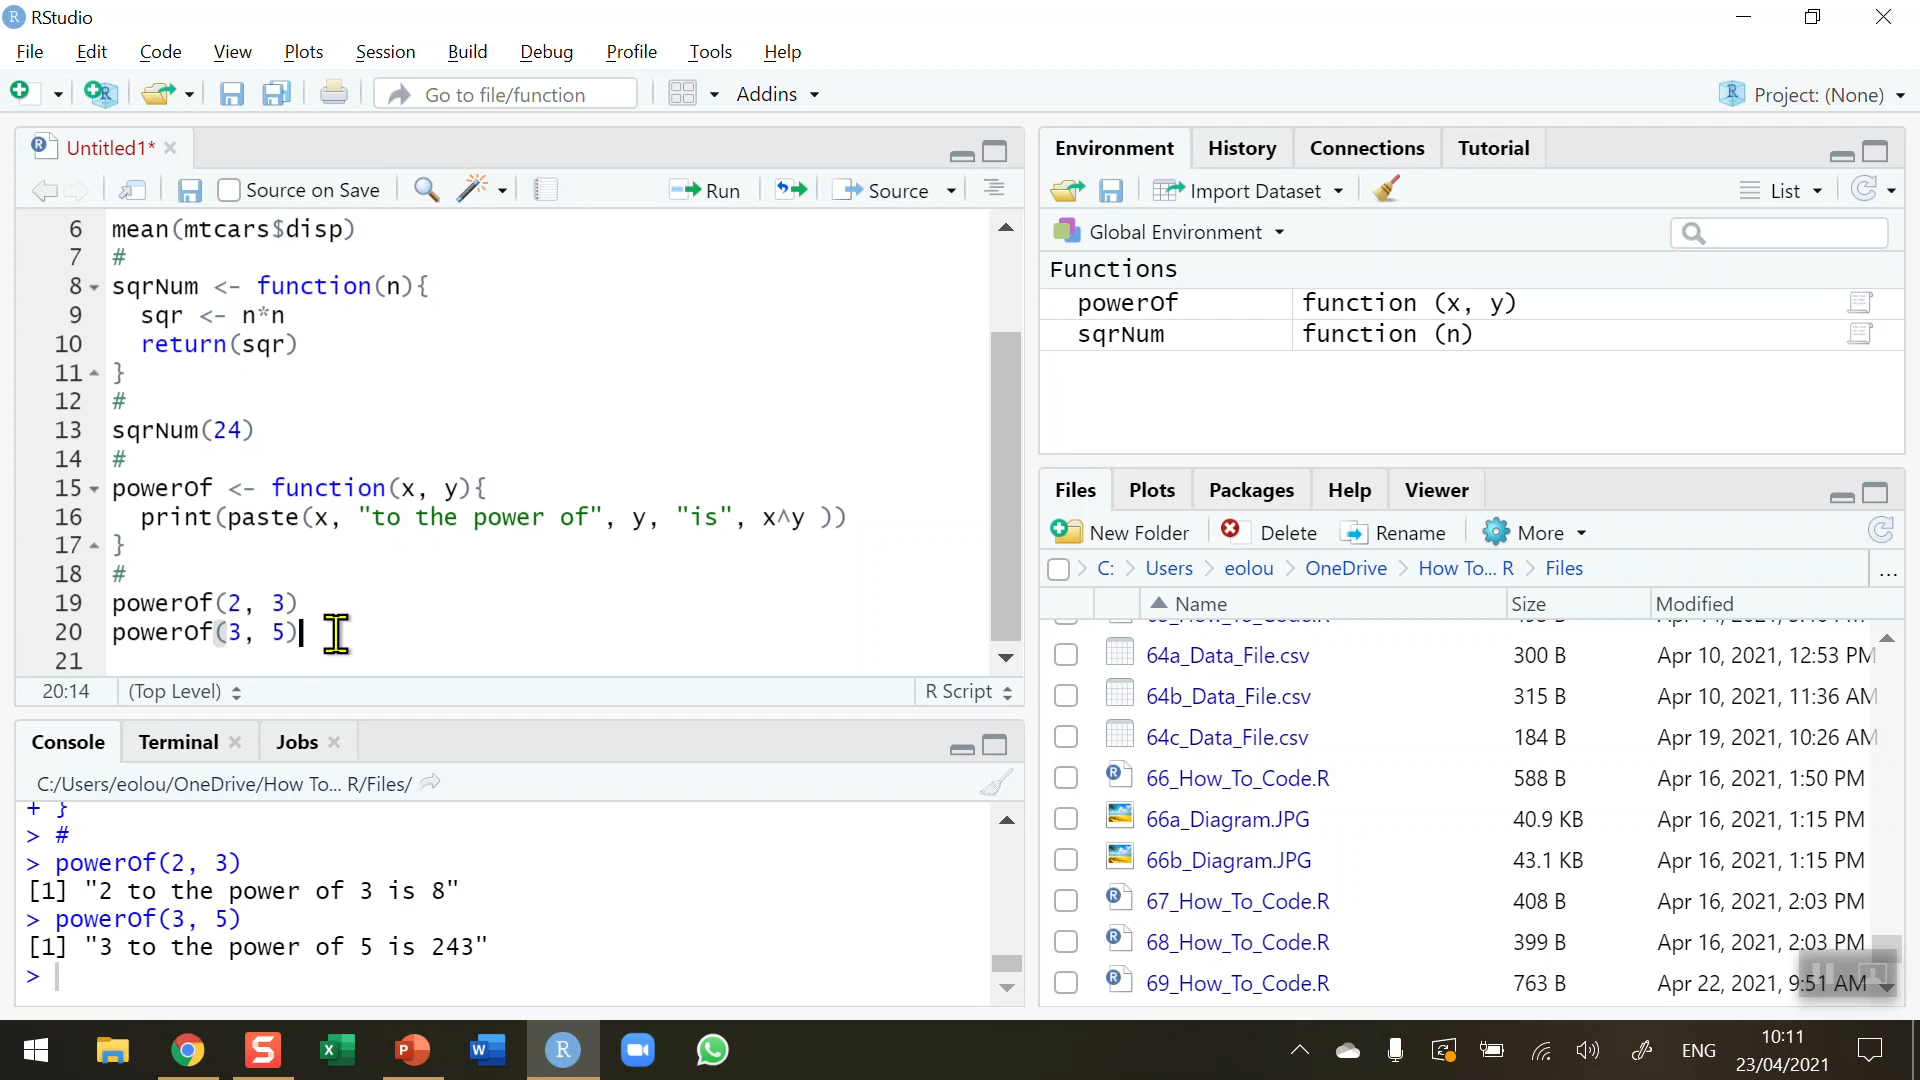 RStudio
File Edit Code View Plots Session Build Debug Profile Tools Help
Go to file/function Addins Project: (None)
Untitled1*
Source on Save Run Source
6 mean(mtcars$disp)
7 #
8 sqrNum <- function(n){
9 sqr <- n*n
10 return(sqr)
11 }
12 #
13 sqrNum(24)
14 #
15 powerOf <- function(x, y){
16 print(paste(x, "to the power of", y, "is", x^y ))
17 }
18 #
19 powerOf(2, 3)
20 powerOf(3, 5)
21
20:14 (Top Level) R Script
Console Terminal Jobs
C:/Users/eolou/OneDrive/How To... R/Files/
+ }
> #
> powerOf(2, 3)
[1] "2 to the power of 3 is 8"
> powerOf(3, 5)
[1] "3 to the power of 5 is 243"
>
Environment History Connections Tutorial
Import Dataset List
Global Environment
Functions
powerOf function (x, y)
sqrNum function (n)
Files Plots Packages Help Viewer
New Folder Delete Rename More
C: Users eolou OneDrive How To... R Files ...
Name Size Modified
64a_Data_File.csv 300 B Apr 10, 2021, 12:53 PM
64b_Data_File.csv 315 B Apr 10, 2021, 11:36 AM
64c_Data_File.csv 184 B Apr 19, 2021, 10:26 AM
66_How_To_Code.R 588 B Apr 16, 2021, 1:50 PM
66a_Diagram.JPG 40.9 KB Apr 16, 2021, 1:15 PM
66b_Diagram.JPG 43.1 KB Apr 16, 2021, 1:15 PM
67_How_To_Code.R 408 B Apr 16, 2021, 2:03 PM
68_How_To_Code.R 399 B Apr 16, 2021, 2:03 PM
69_How_To_Code.R 763 B Apr 22, 2021, 9:51 AM
ENG
10:11
23/04/2021